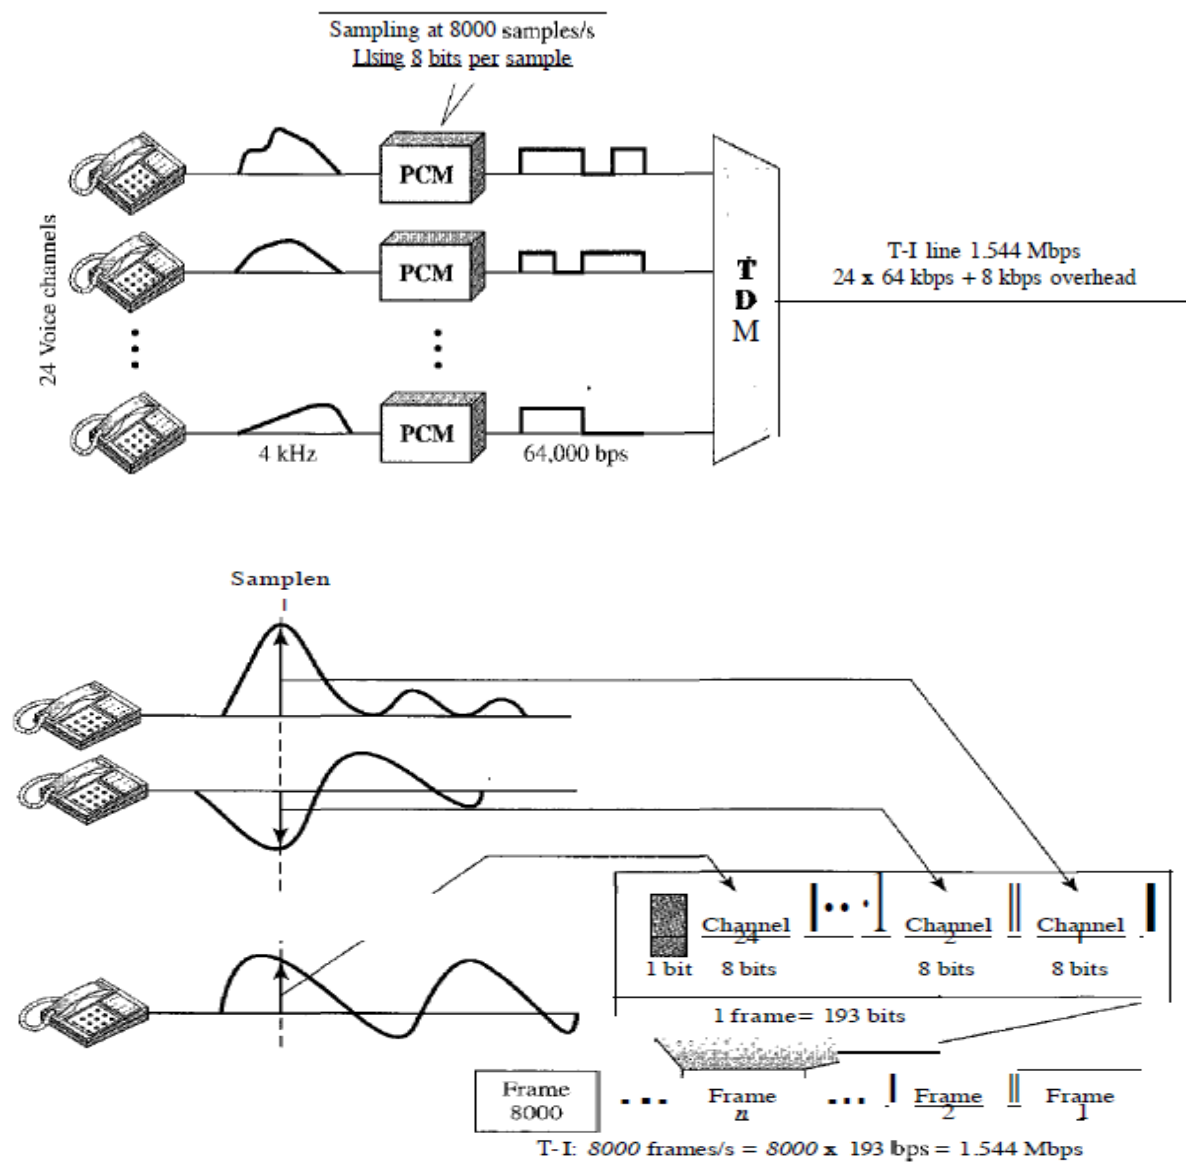 Sampling at 8000 samples/s
LIsing 8 bits per sample
24 Voice channels
PCM
PCM
PCM
4 kHz
64,000 bps
T
D
M
T-I line 1.544 Mbps
24 x 64 kbps + 8 kbps overhead
Samplen
Channel
24
Channel
2
Channel
1
1 bit
8 bits
8 bits
8 bits
1 frame= 193 bits
Frame
8000
Frame
n
Frame
2
Frame
1
T-I: 8000 frames/s = 8000 x 193 bps = 1.544 Mbps